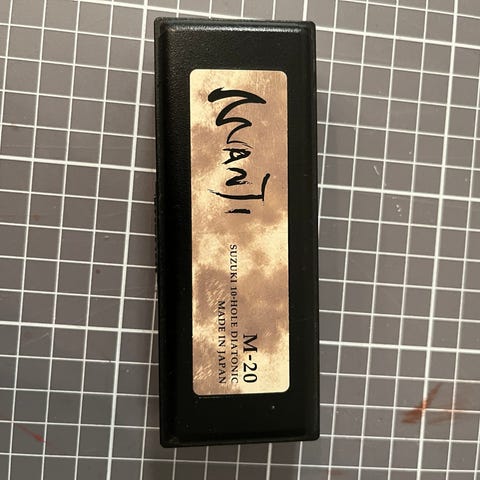 MANJI
M-20
SUZUKI 10-HOLE DIATONIC
MADE IN JAPAN